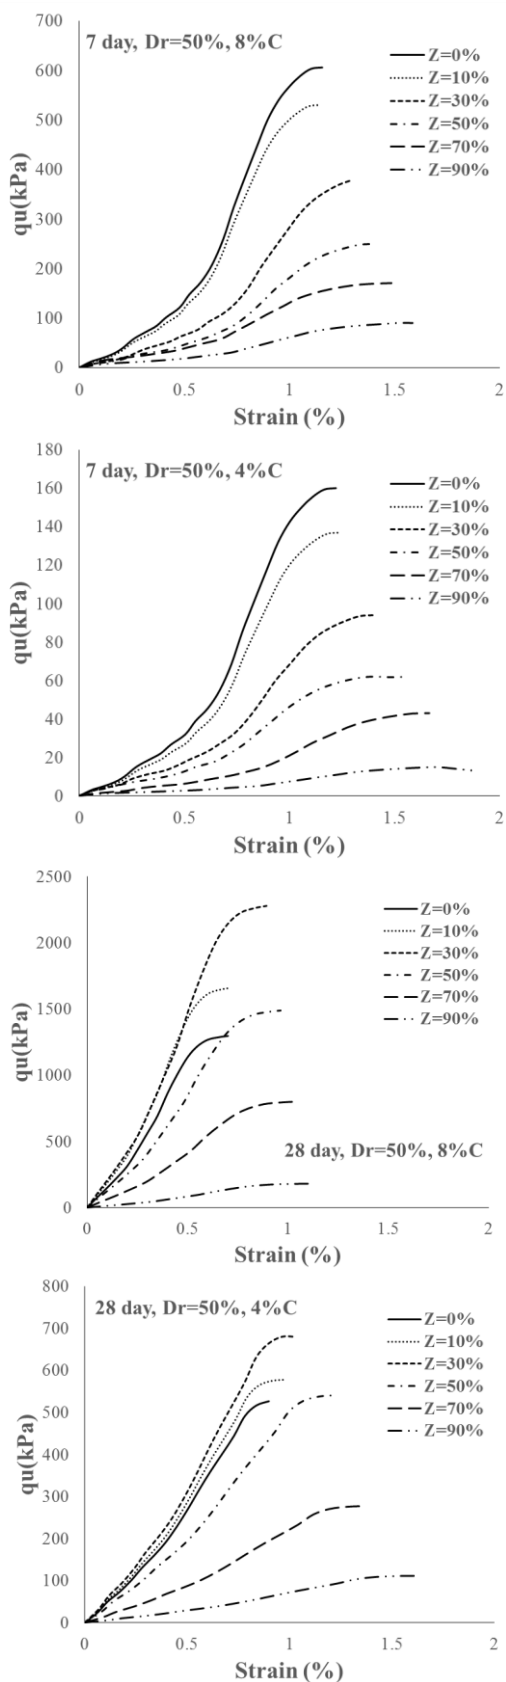 700
7 day, Dr=50%, 8%C
600
500
400
300
200
100
0
qu(kPa)
Z=0%
Z=10%
Z=30%
Z=50%
Z=70%
Z=90%
0 0.5 1 1.5 2
Strain (%)
180
7 day, Dr=50%, 4%C
160
140
120
100
80
60
40
20
0
qu(kPa)
Z=0%
Z=10%
Z=30%
Z=50%
Z=70%
Z=90%
0 0.5 1 1.5 2
Strain (%)
2500
2000
1500
1000
500
0
qu(kPa)
Z=0%
Z=10%
Z=30%
Z=50%
Z=70%
Z=90%
28 day, Dr=50%, 8%C
0 0.5 1 1.5 2
Strain (%)
800
28 day, Dr=50%, 4%C
700
600
500
400
300
200
100
0
qu(kPa)
Z=0%
Z=10%
Z=30%
Z=50%
Z=70%
Z=90%
0 0.5 1 1.5 2
Strain (%)